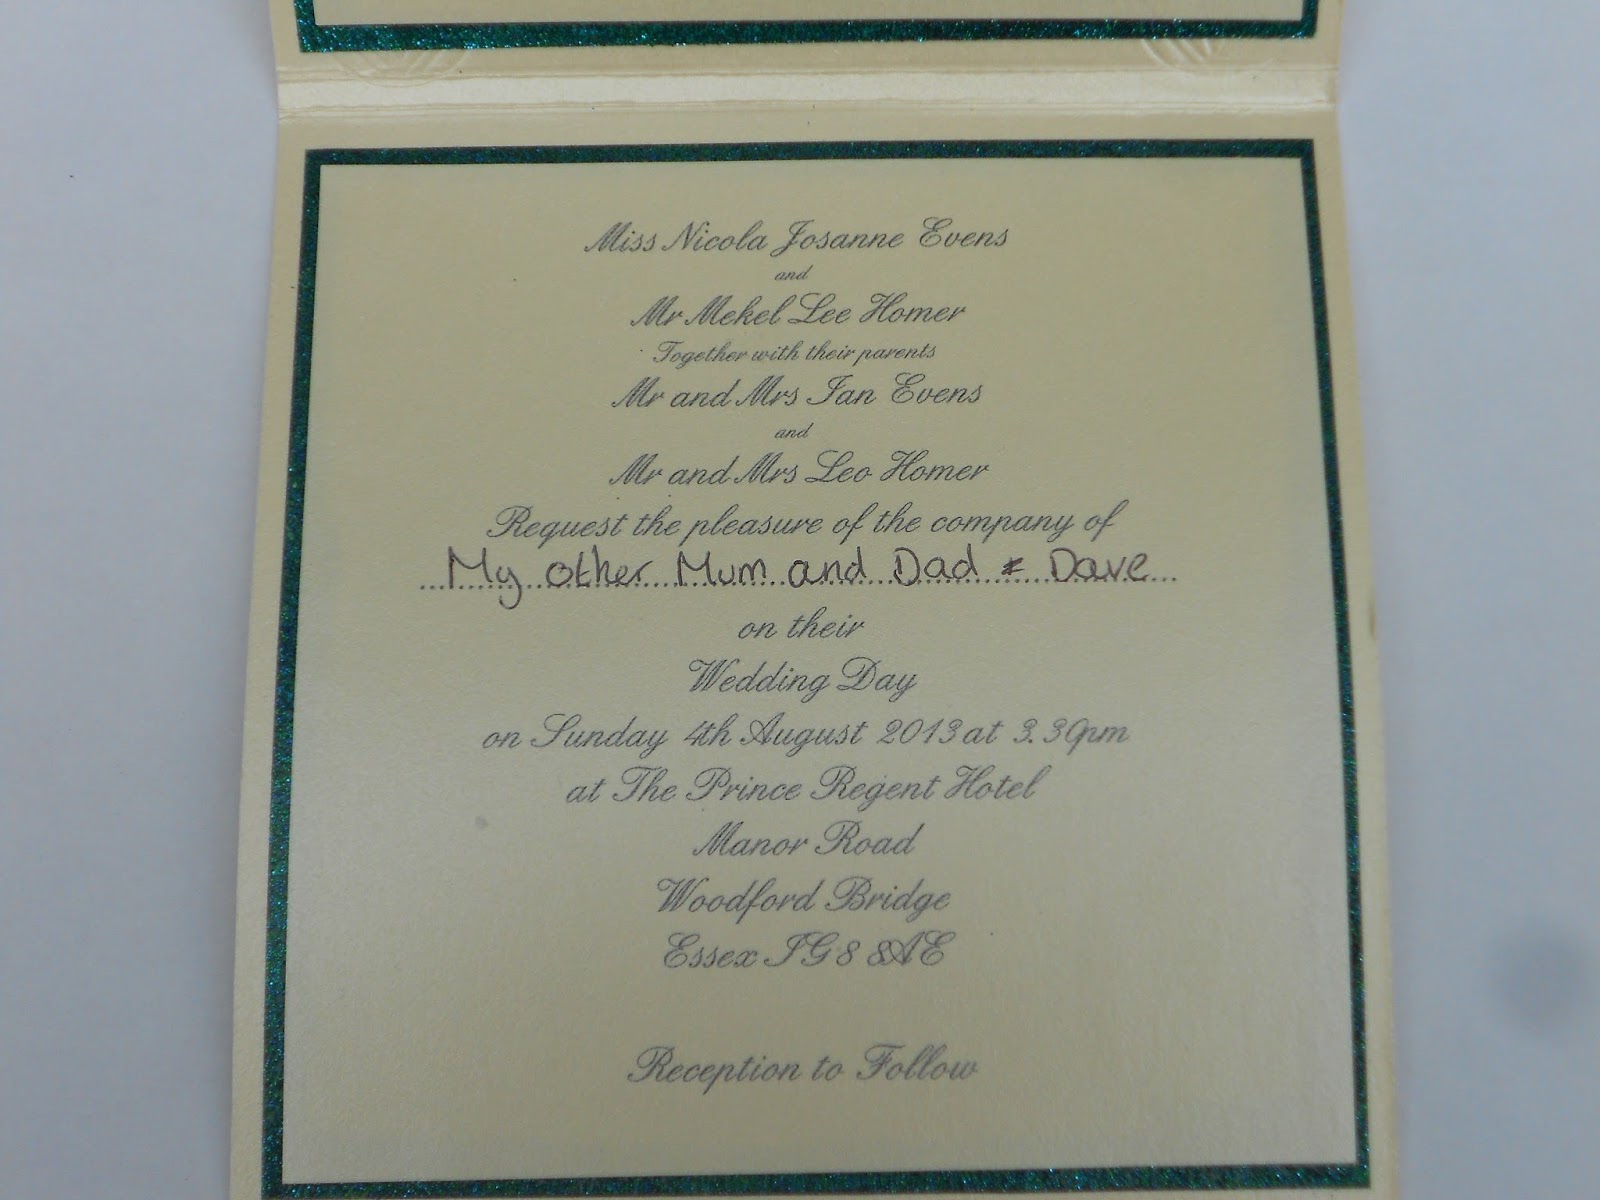 Miss Nicola Josanne Evens
and
Mr Mekel Lee Homer
Together with their parents
Mr and Mrs Ian Evens
and
Mr and Mrs Leo Homer
Request the pleasure of the company of
My other Mum and Dad & Dave
on their
Wedding Day
on Sunday 4th August 2013 at 3.30pm
at The Prince Regent Hotel
Manor Road
Woodford Bridge
Essex IG8 8AE
Reception to Follow